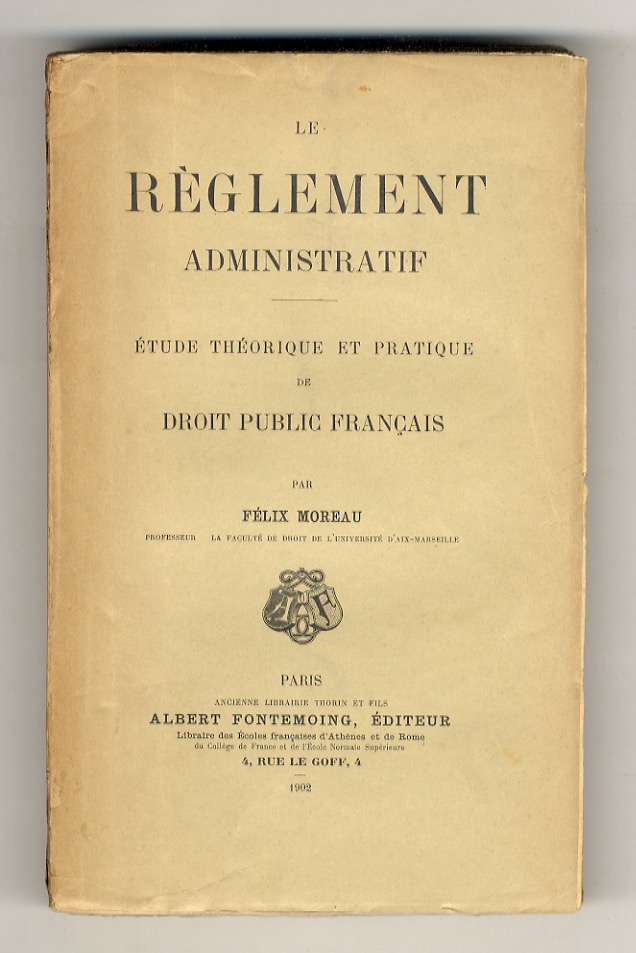 LE
RÈGLEMENT
ADMINISTRATIF
ÉTUDE THÉORIQUE ET PRATIQUE
DE
DROIT PUBLIC FRANÇAIS
PAR
FÉLIX MOREAU
PROFESSEUR LA FACULTÉ DE DROIT DE L'UNIVERSITÉ D'AIX-MARSEILLE
A F
PARIS
ANCIENNE LIBRAIRIE THORIN ET FILS
ALBERT FONTEMOING, ÉDITEUR
Libraire des Écoles françaises d'Athènes et de Rome
du Collège de France et de l'École Normale Supérieure
4, RUE LE GOFF, 4
1902